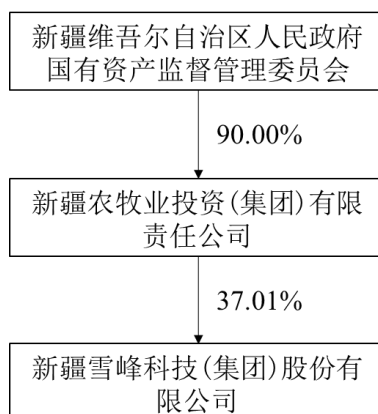 新疆维吾尔自治区人民政府
国有资产监督管理委员会
90.00%
新疆农牧业投资(集团)有限
责任公司
37.01%
新疆雪峰科技(集团)股份有
限公司